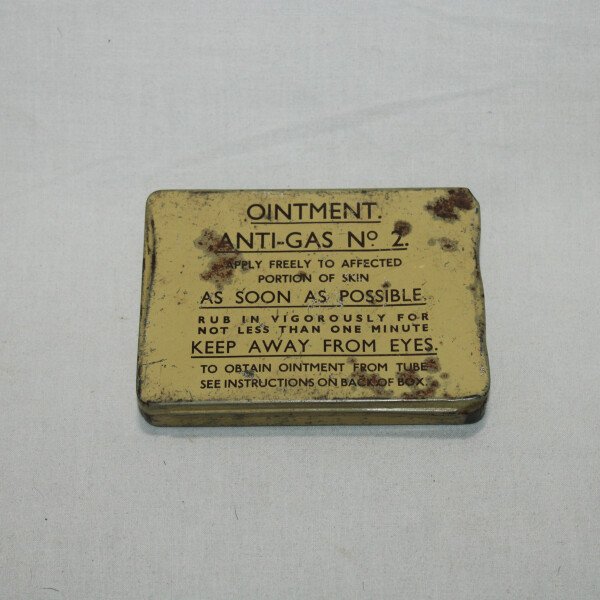 OINTMENT.
ANTI-GAS Nº 2.
APPLY FREELY TO AFFECTED
PORTION OF SKIN
AS SOON AS POSSIBLE.
RUB IN VIGOROUSLY FOR
NOT LESS THAN ONE MINUTE
KEEP AWAY FROM EYES.
TO OBTAIN OINTMENT FROM TUBE
SEE INSTRUCTIONS ON BACK OF BOX.